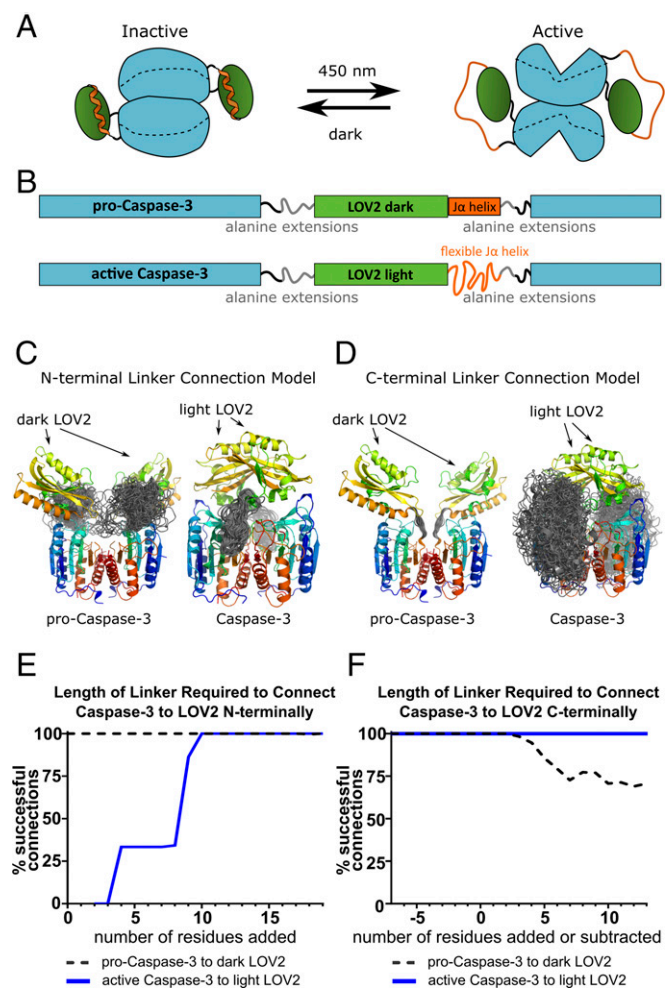 A
Inactive
Active
450 nm
dark
B
pro-Caspase-3
LOV2 dark
Jα helix
alanine extensions
alanine extensions
flexible Jα helix
active Caspase-3
LOV2 light
alanine extensions
alanine extensions
C
N-terminal Linker Connection Model
dark LOV2
light LOV2
pro-Caspase-3
Caspase-3
D
C-terminal Linker Connection Model
dark LOV2
light LOV2
pro-Caspase-3
Caspase-3
E
Length of Linker Required to Connect
Caspase-3 to LOV2 N-terminally
100
75
50
25
0
% successful
connections
0
5
10
15
number of residues added
pro-Caspase-3 to dark LOV2
active Caspase-3 to light LOV2
F
Length of Linker Required to Connect
Caspase-3 to LOV2 C-terminally
100
75
50
25
0
% successful
connections
-5
0
5
10
number of residues added or subtracted
pro-Caspase-3 to dark LOV2
active Caspase-3 to light LOV2